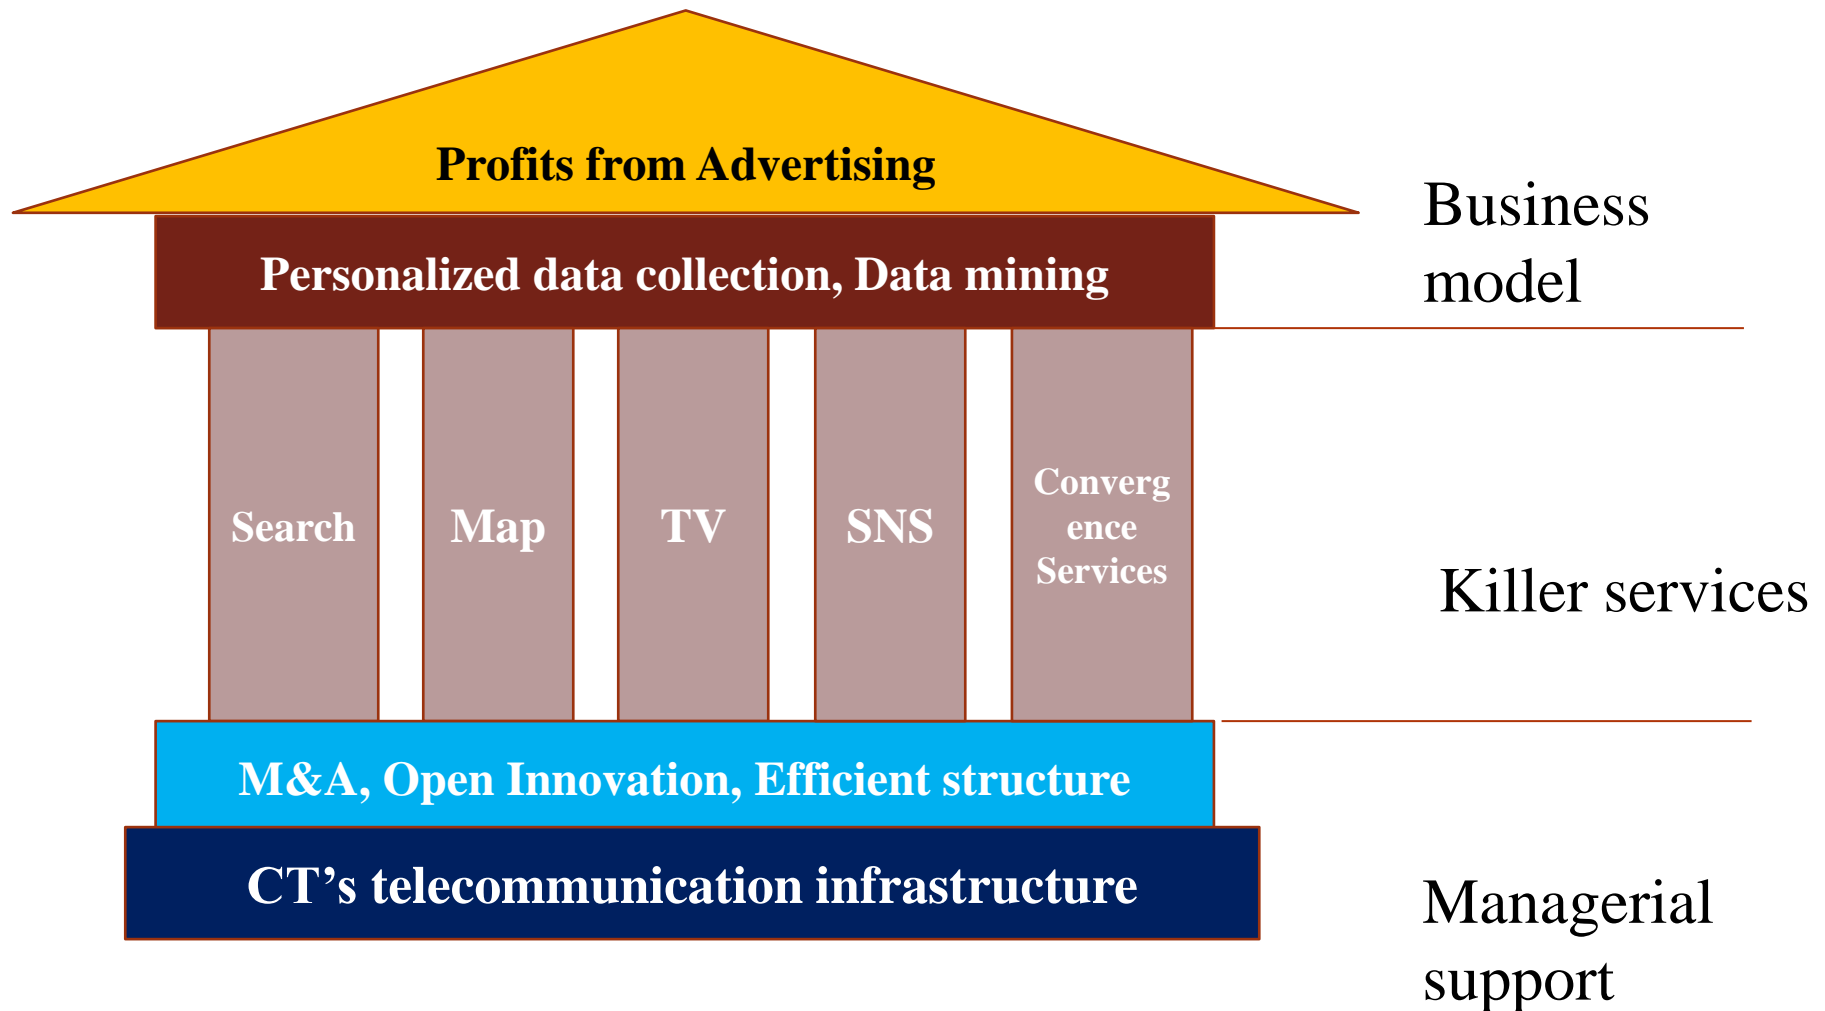 Profits from Advertising
Business
model
Personalized data collection, Data mining
Search
Map
TV
SNS
Converg
ence
Services
Killer services
M&A, Open Innovation, Efficient structure
CT’s telecommunication infrastructure
Managerial
support